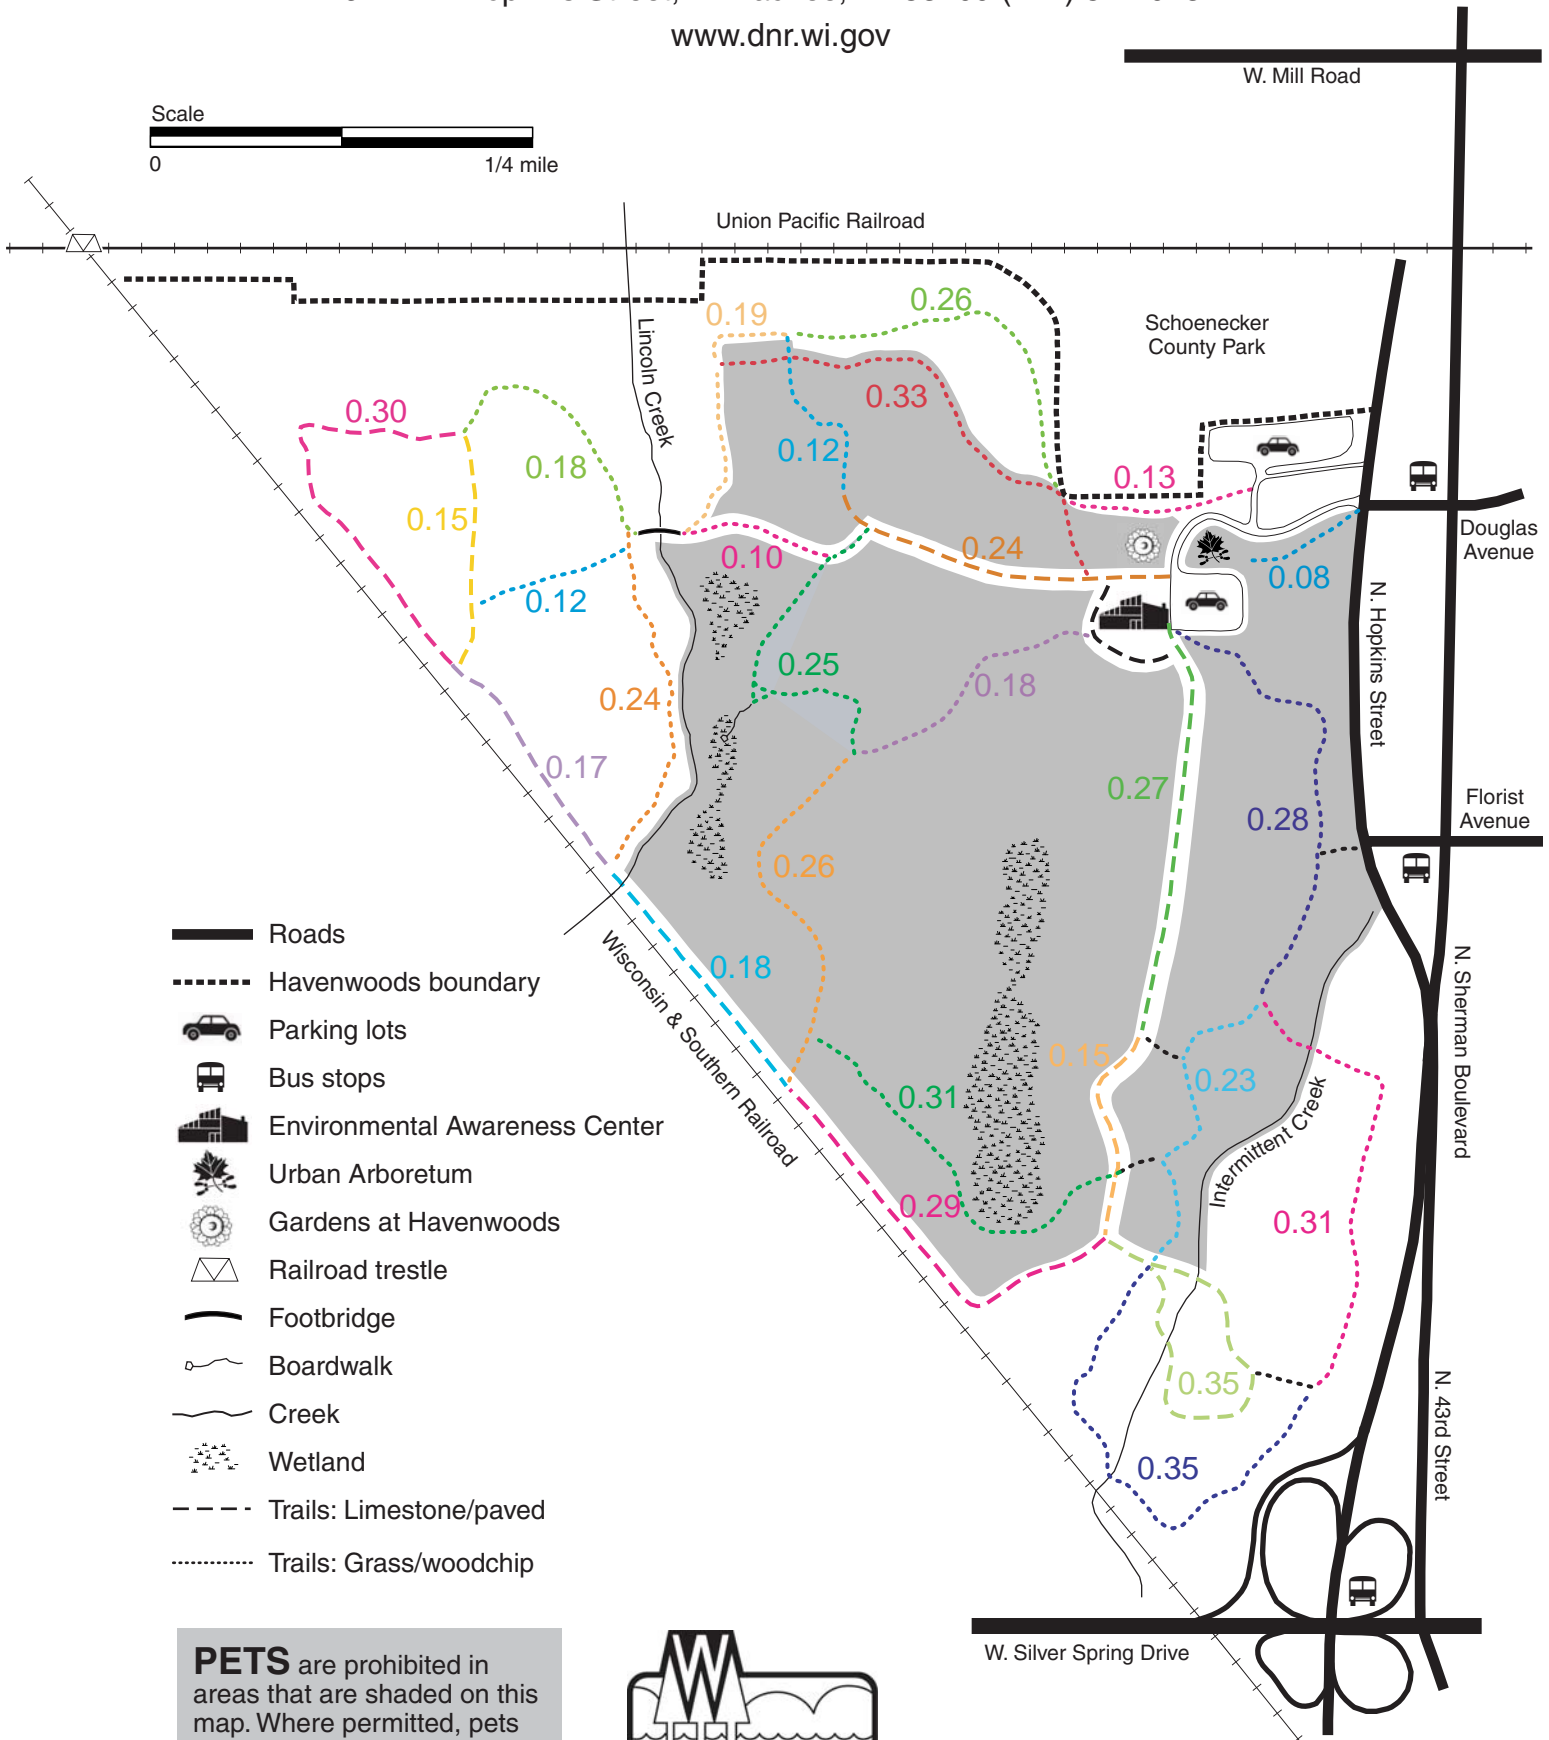 www.dnr.wi.gov
W. Mill Road
Scale
0
1/4 mile
Union Pacific Railroad
Schoenecker
County Park
Lincoln Creek
0.19
0.26
0.33
0.30
0.18
0.12
0.13
0.15
0.10
0.24
0.08
Douglas
Avenue
0.12
N. Hopkins Street
0.25
0.18
0.24
0.17
0.27
0.28
Florist
Avenue
0.26
0.18
Wisconsin & Southern Railroad
N. Sherman Boulevard
0.15
0.23
0.31
Intermittent Creek
0.29
0.31
0.35
0.35
N. 43rd Street
W. Silver Spring Drive
Roads
Havenwoods boundary
Parking lots
Bus stops
Environmental Awareness Center
Urban Arboretum
Gardens at Havenwoods
Railroad trestle
Footbridge
Boardwalk
Creek
Wetland
Trails: Limestone/paved
Trails: Grass/woodchip
PETS are prohibited in
areas that are shaded on this
map. Where permitted, pets
W